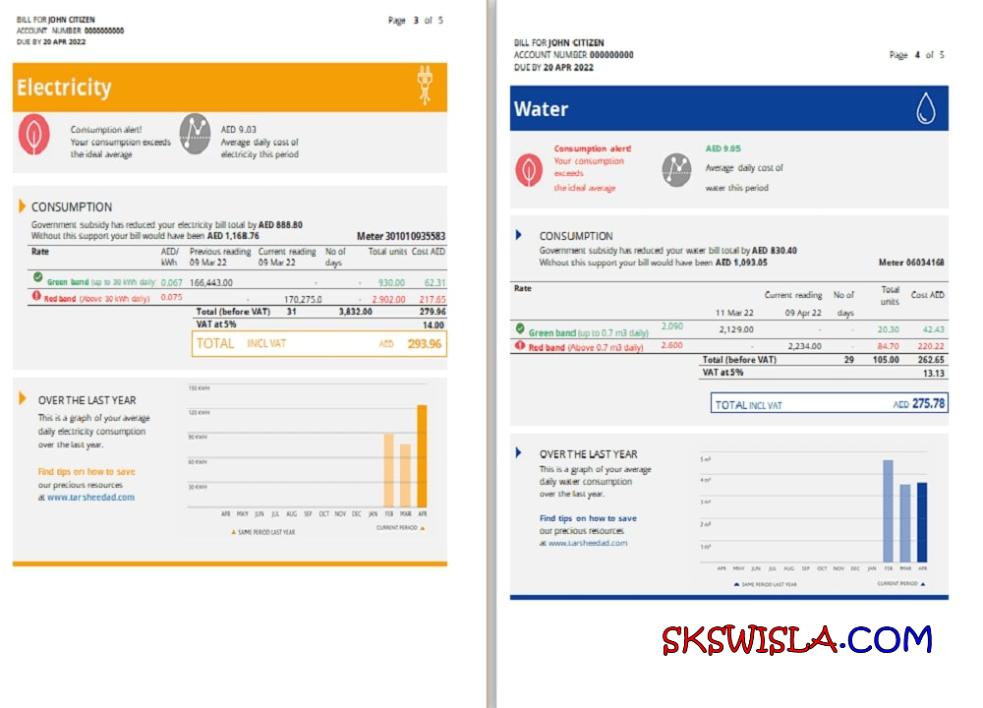 BILL FOR JOHN CITIZEN
ACCOUNT NUMBER 0000000000
DUE BY 20 APR 2022
Page 3 of 5
Electricity
Consumption alert!
Your consumption exceeds
the ideal average
AED 9.03
Average daily cost of
electricity this period
CONSUMPTION
Government subsidy has reduced your electricity bill total by AED 888.80
Without this support your bill would have been AED 1,168.76 Meter 301010935583
Rate AED/ kWh Previous reading 09 Mar 22 Current reading 09 Mar 22 No of days Total units Cost AED
Green band (up to 30 kWh daily 0.067 166,443.00 - - 930.00 62.31
Red band (Above 30 kWh daily) 0.075 - 170,275.0 - 2.902.00 217.65
Total (before VAT) 31 3,832.00 279.96
VAT at 5% 14.00
TOTAL INCL VAT AED 293.96
OVER THE LAST YEAR
This is a graph of your average
daily electricity consumption
over the last year.
Find tips on how to save
our precious resources
at www.tarsheedad.com
150 KWH
120 KWH
90 KWH
60 KWH
30 KWH
APR MAY JUN JUL AUG SEP OCT NOV DEC JAN FEB MAR APR
SAME PERIOD LAST YEAR
CURRENT PERIOD
BILL FOR JOHN CITIZEN
ACCOUNT NUMBER 000000000
DUE BY 20 APR 2022
Page 4 of 5
Water
Consumption alert!
Your consumption
exceeds
the ideal average
AED 9.05
Average daily cost of
water this period
CONSUMPTION
Government subsidy has reduced your water bill total by AED 830.40
Without this support your bill would have been AED 1,093.05 Meter 06034168
Rate 11 Mar 22 Current reading 09 Apr 22 No of days Total units Cost AED
Green band (up to 0.7 m3 daily) 2.090 2,129.00 - - 20.30 42.43
Red band (Above 0.7 m3 daily) 2.600 - 2,234.00 - 84.70 220.22
Total (before VAT) 29 105.00 262.65
VAT at 5% 13.13
TOTAL INCL VAT AED 275.78
OVER THE LAST YEAR
This is a graph of your average
daily water consumption
over the last year.
Find tips on how to save
our precious resources
at www.tarsheedad.com
5 m³
4 m³
3 m³
2 m³
1 m³
APR MAY JUN JUL AUG SEP OCT NOV DEC JAN FEB MAR APR
SAME PERIOD LAST YEAR
CURRENT PERIOD
SKSWISLA.COM